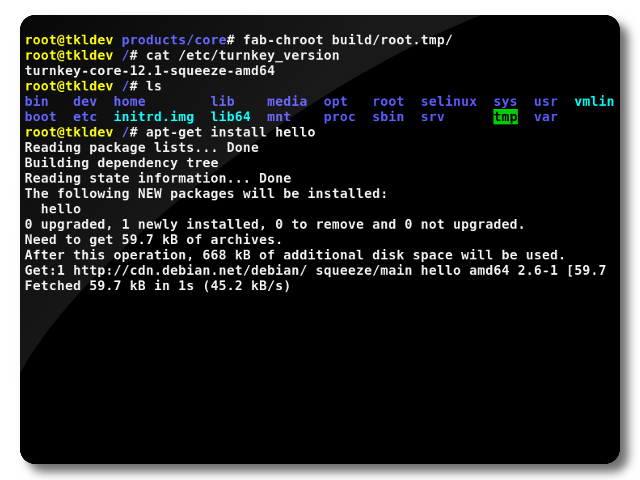 root@tkldev products/core# fab-chroot build/root.tmp/
root@tkldev /# cat /etc/turnkey_version
turnkey-core-12.1-squeeze-amd64
root@tkldev /# ls
bin dev home lib media opt root selinux sys usr vmlin
boot etc initrd.img lib64 mnt proc sbin srv tmp var
root@tkldev /# apt-get install hello
Reading package lists... Done
Building dependency tree
Reading state information... Done
The following NEW packages will be installed:
  hello
0 upgraded, 1 newly installed, 0 to remove and 0 not upgraded.
Need to get 59.7 kB of archives.
After this operation, 668 kB of additional disk space will be used.
Get:1 http://cdn.debian.net/debian/ squeeze/main hello amd64 2.6-1 [59.7
Fetched 59.7 kB in 1s (45.2 kB/s)